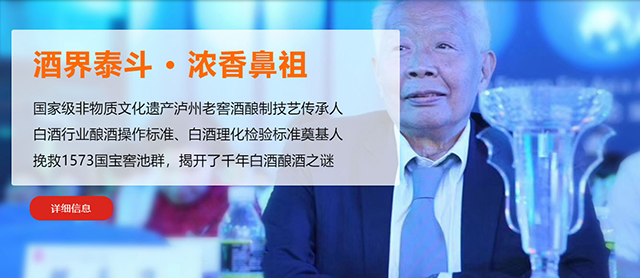 酒界泰斗·浓香鼻祖
国家级非物质文化遗产泸州老窖酒酿制技艺传承人
白酒行业酿酒操作标准、白酒理化检验标准奠基人
挽救1573国宝窖池群，揭开了千年白酒酿酒之谜
详细信息